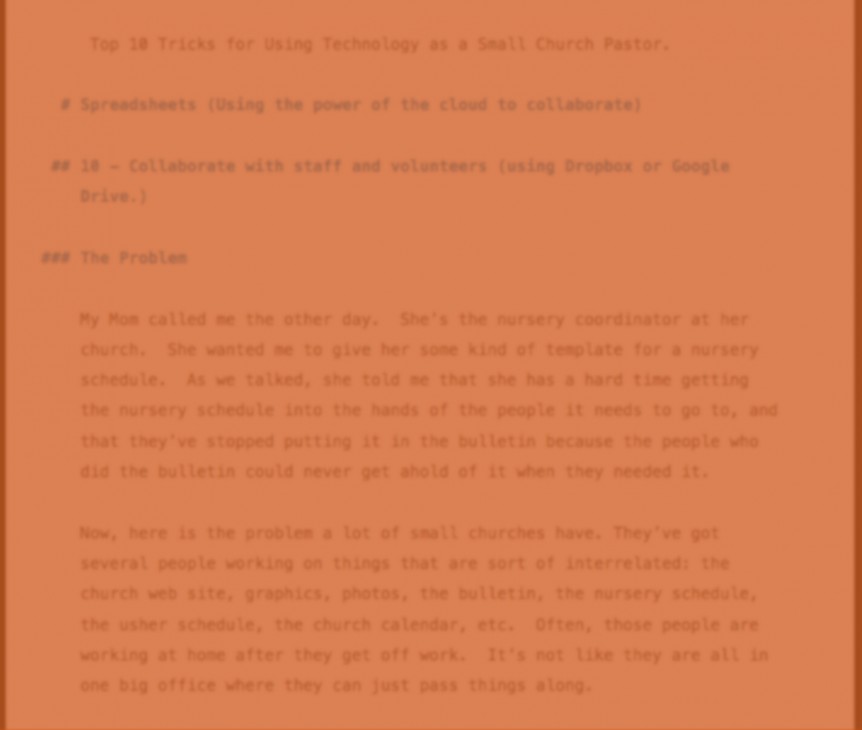 Top 10 Tricks for Using Technology as a Small Church Pastor.
# Spreadsheets (Using the power of the cloud to collaborate)
## 10 - Collaborate with staff and volunteers (using Dropbox or Google
Drive.)
### The Problem
My Mom called me the other day.  She's the nursery coordinator at her
church.  She wanted me to give her some kind of template for a nursery
schedule.  As we talked, she told me that she has a hard time getting
the nursery schedule into the hands of the people it needs to go to, and
that they've stopped putting it in the bulletin because the people who
did the bulletin could never get ahold of it when they needed it.
Now, here is the problem a lot of small churches have. They've got
several people working on things that are sort of interrelated: the
church web site, graphics, photos, the bulletin, the nursery schedule,
the usher schedule, the church calendar, etc.  Often, those people are
working at home after they get off work.  It's not like they are all in
one big office where they can just pass things along.